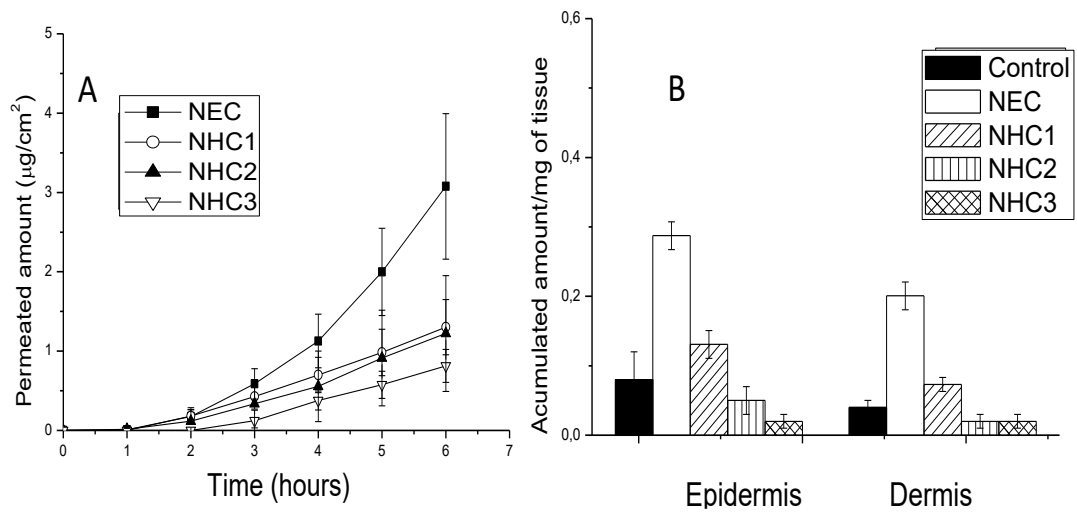 A
NEC
NHC1
NHC2
NHC3
Permeated amount (μg/cm²)
5
4
3
2
1
0
0 1 2 3 4 5 6 7
Time (hours)
B
Control
NEC
NHC1
NHC2
NHC3
Acumulated amount/mg of tissue
0,6
0,4
0,2
0,0
Epidermis Dermis